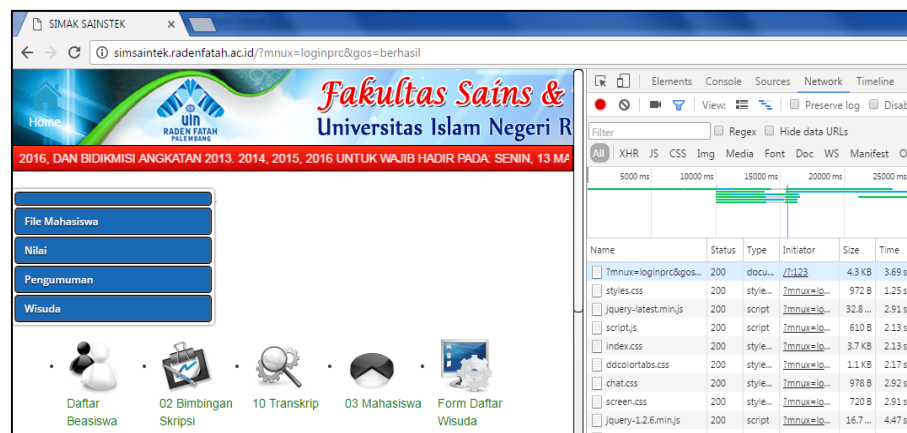 SIMAK SAINSTEK
simsaintek.radenfatah.ac.id/?mnux=loginprc&gos=berhasil
Home
uin
RADEN FATAH
PALEMBANG
Fakultas Sains &
Universitas Islam Negeri R
2016, DAN BIDIKMISI ANGKATAN 2013. 2014, 2015, 2016 UNTUK WAJIB HADIR PADA: SENIN, 13 MA
File Mahasiswa
Nilai
Pengumuman
Wisuda
Daftar Beasiswa
02 Bimbingan Skripsi
10 Transkrip
03 Mahasiswa
Form Daftar Wisuda
Elements Console Sources Network Timeline
View: Preserve log Disab
Filter Regex Hide data URLs
All XHR JS CSS Img Media Font Doc WS Manifest O
5000 ms 10000 ms 15000 ms 20000 ms 25000 ms
Name Status Type Initiator Size Time
?mnux=loginprc&gos... 200 docu... /?:123 4.3 KB 3.69 s
styles.css 200 style... ?mnux=lo... 972 B 1.25 s
jquery-latest.min.js 200 script ?mnux=lo... 32.8... 2.91 s
script.js 200 script ?mnux=lo... 610 B 2.13 s
index.css 200 style... ?mnux=lo... 3.7 KB 2.13 s
ddcolortabs.css 200 style... ?mnux=lo... 1.1 KB 2.17 s
chat.css 200 style... ?mnux=lo... 978 B 2.92 s
screen.css 200 style... ?mnux=lo... 720 B 2.91 s
jquery-1.2.6.min.js 200 script ?mnux=lo... 16.7... 4.47 s